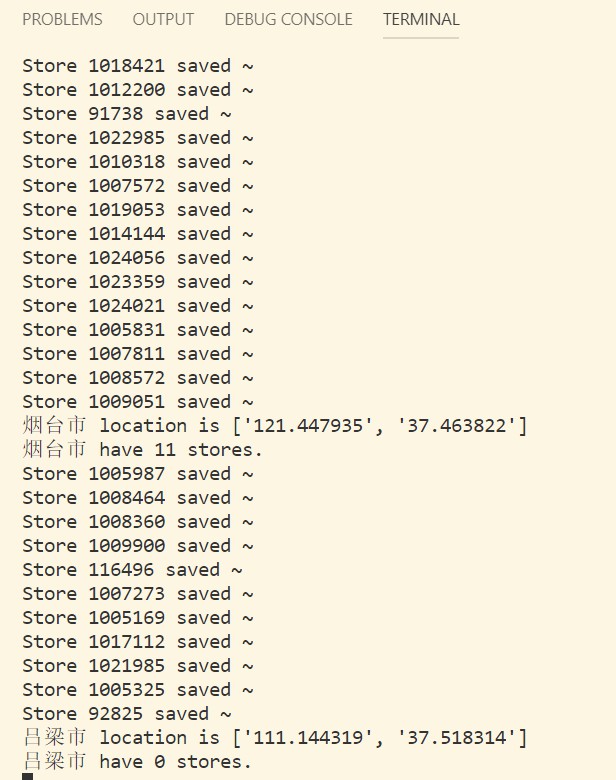 PROBLEMS OUTPUT DEBUG CONSOLE TERMINAL
Store 1018421 saved ~
Store 1012200 saved ~
Store 91738 saved ~
Store 1022985 saved ~
Store 1010318 saved ~
Store 1007572 saved ~
Store 1019053 saved ~
Store 1014144 saved ~
Store 1024056 saved ~
Store 1023359 saved ~
Store 1024021 saved ~
Store 1005831 saved ~
Store 1007811 saved ~
Store 1008572 saved ~
Store 1009051 saved ~
烟台市 location is ['121.447935', '37.463822']
烟台市 have 11 stores.
Store 1005987 saved ~
Store 1008464 saved ~
Store 1008360 saved ~
Store 1009900 saved ~
Store 116496 saved ~
Store 1007273 saved ~
Store 1005169 saved ~
Store 1017112 saved ~
Store 1021985 saved ~
Store 1005325 saved ~
Store 92825 saved ~
吕梁市 location is ['111.144319', '37.518314']
吕梁市 have 0 stores.